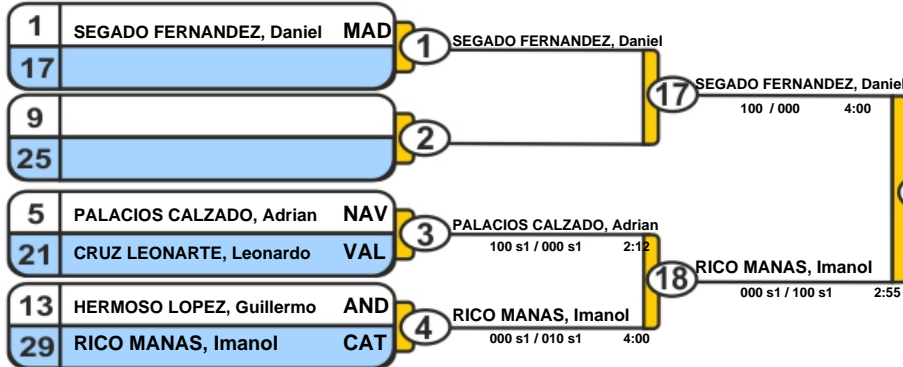 1 SEGADO FERNANDEZ, Daniel MAD
17
1
SEGADO FERNANDEZ, Daniel
9
25
2
17
SEGADO FERNANDEZ, Daniel
100 / 000 4:00
5 PALACIOS CALZADO, Adrian NAV
21 CRUZ LEONARTE, Leonardo VAL
3
PALACIOS CALZADO, Adrian
100 s1 / 000 s1 2:12
13 HERMOSO LOPEZ, Guillermo AND
29 RICO MANAS, Imanol CAT
4
RICO MANAS, Imanol
000 s1 / 010 s1 4:00
18
RICO MANAS, Imanol
000 s1 / 100 s1 2:55